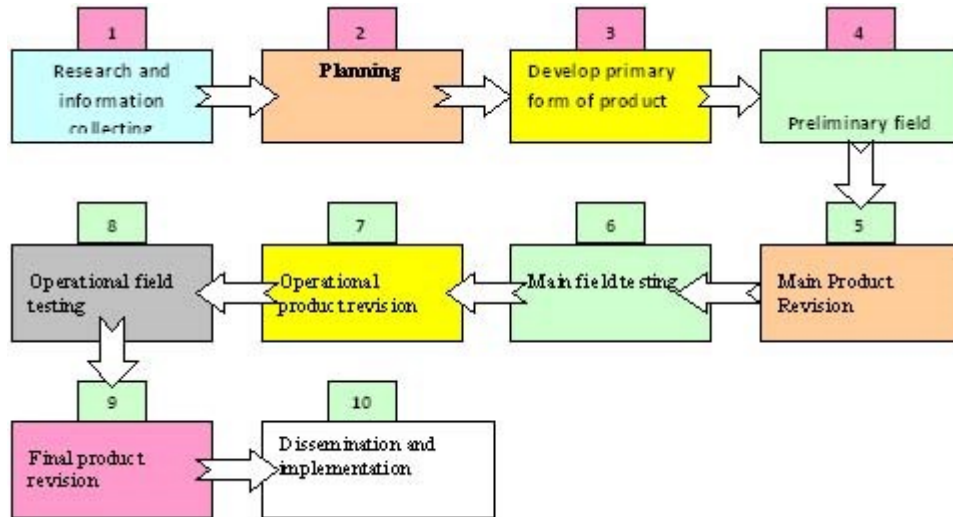 1
Research and
information
collecting
2
Planning
3
Develop primary
form of product
4
Preliminary field
5
Main Product
Revision
6
Main field testing
7
Operational
product revision
8
Operational field
testing
9
Final product
revision
10
Dissemination and
implementation